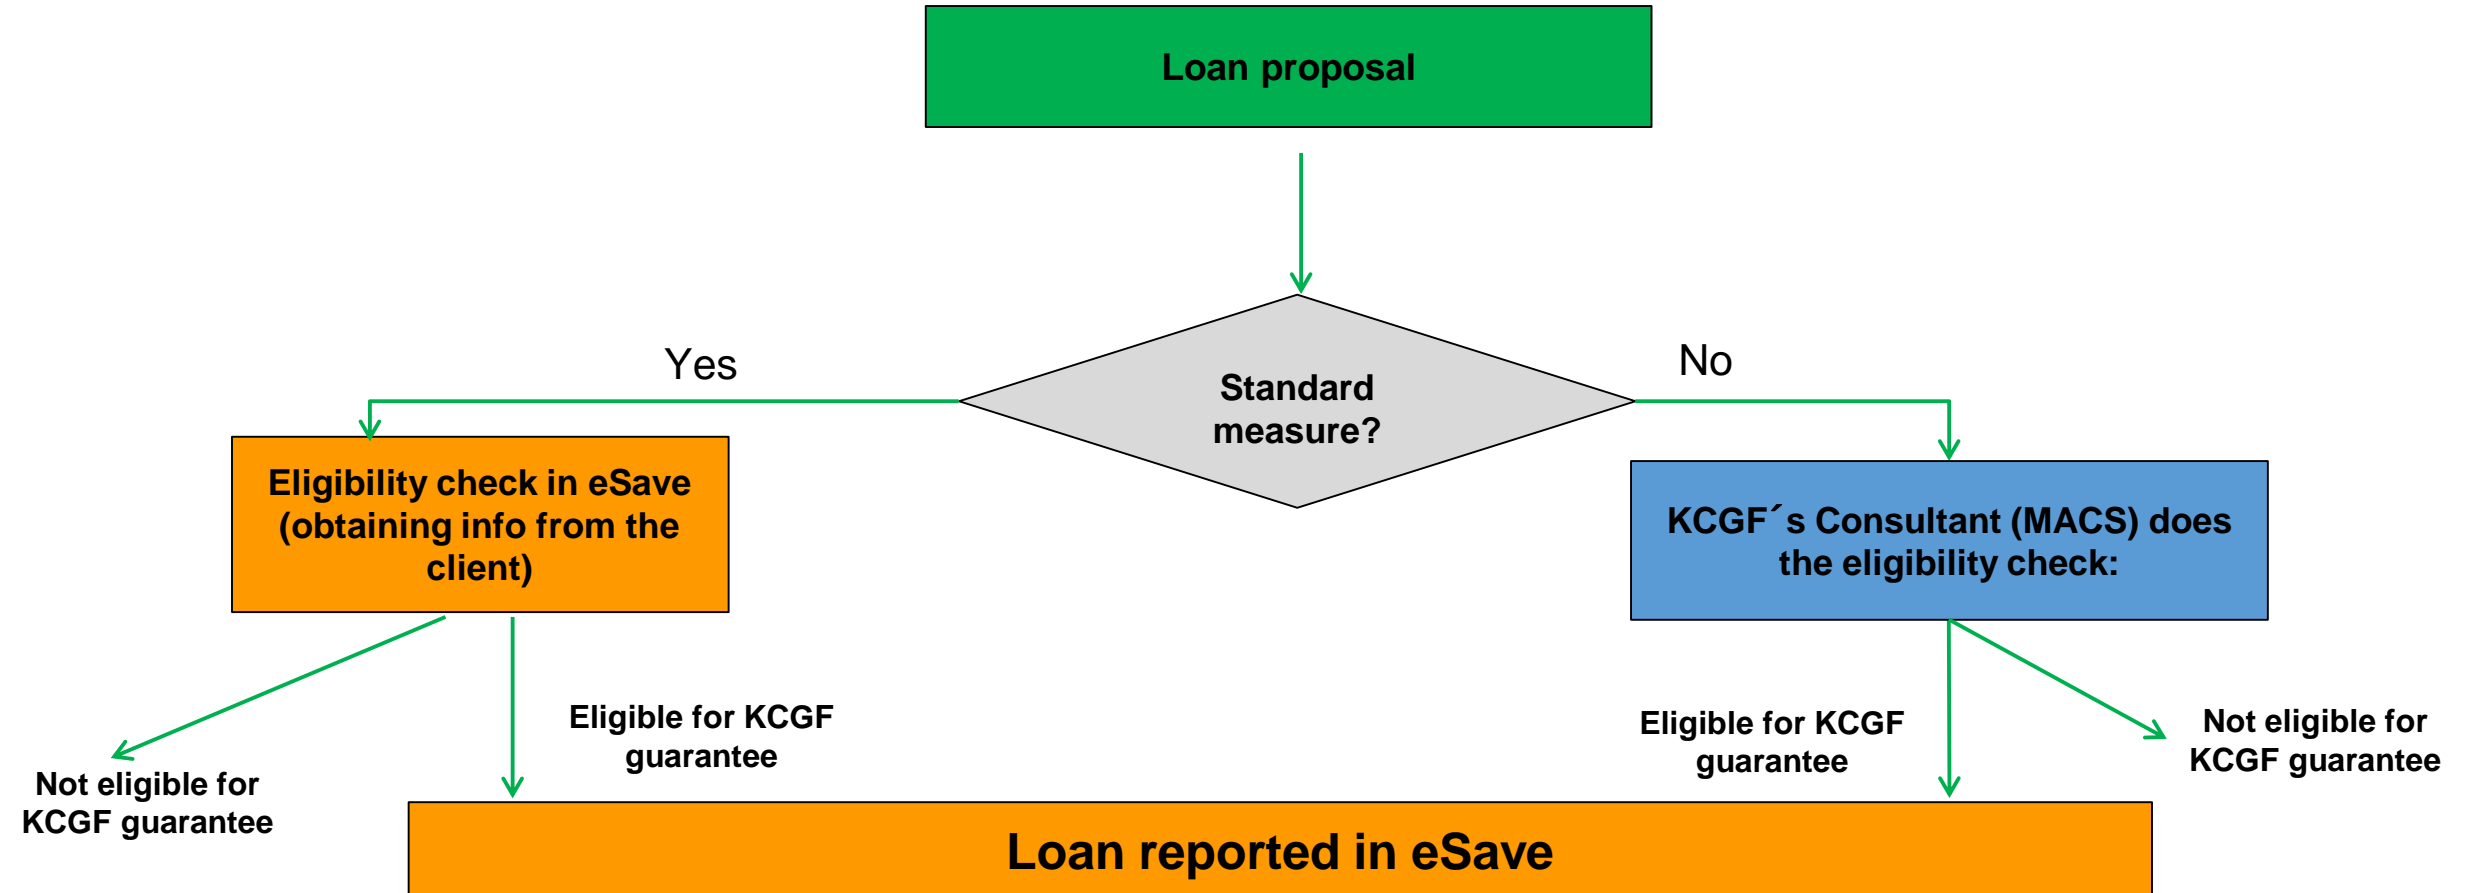 Loan proposal
Yes
No
Standard
measure?
Eligibility check in eSave
(obtaining info from the
client)
KCGF´s Consultant (MACS) does
the eligibility check:
Not eligible for
KCGF guarantee
Eligible for KCGF
guarantee
Eligible for KCGF
guarantee
Not eligible for
KCGF guarantee
Loan reported in eSave